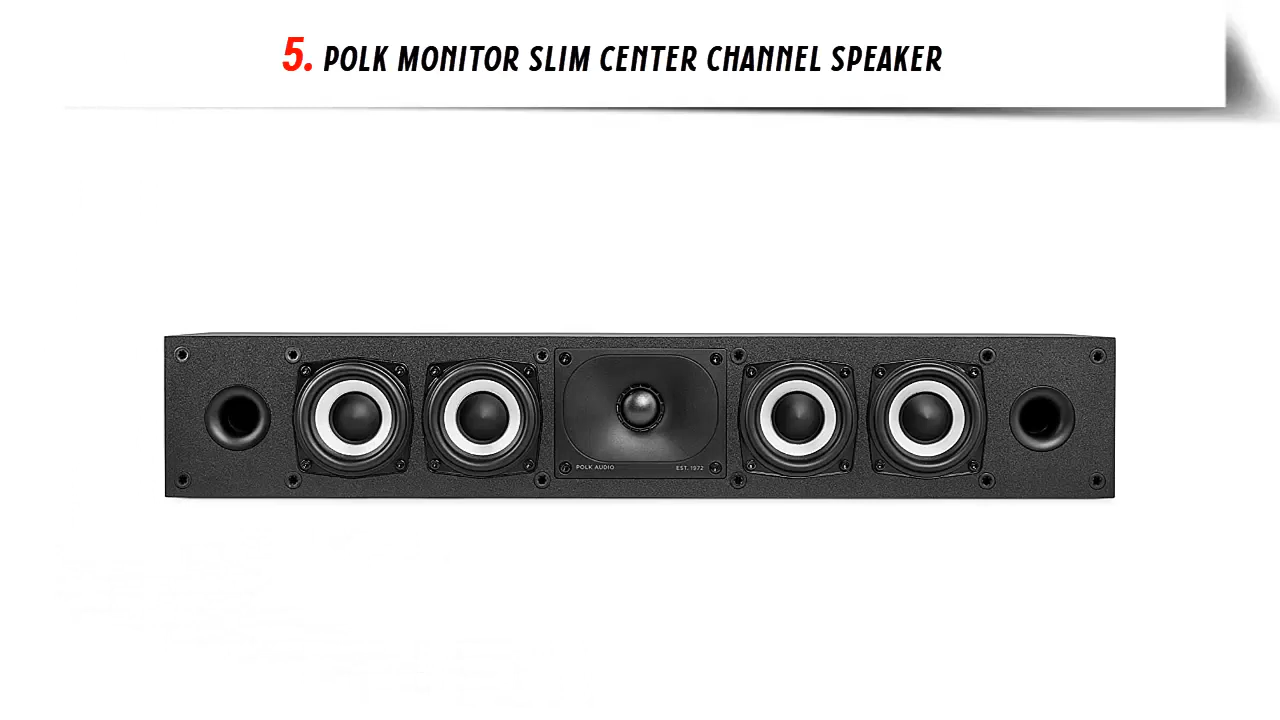 5. POLK MONITOR SLIM CENTER CHANNEL SPEAKER
POLK AUDIO EST. 1972